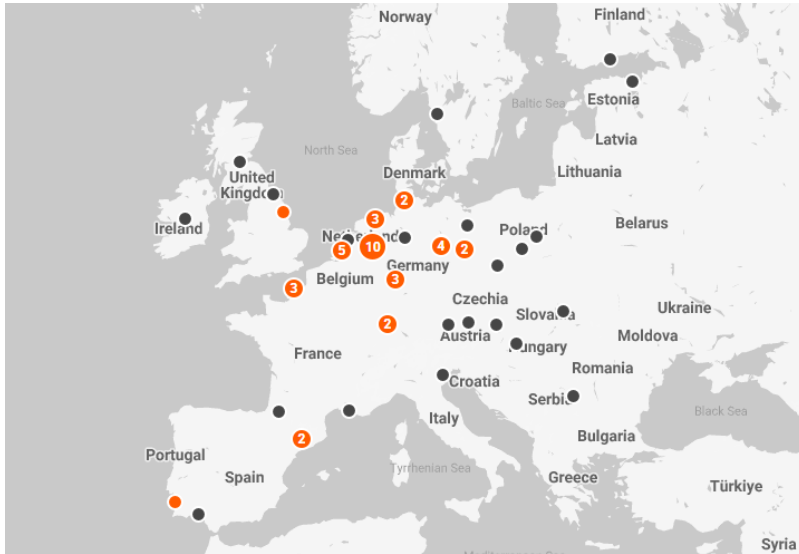 Norway
Finland
Baltic Sea
Estonia
Latvia
North Sea
Denmark
Lithuania
United
Kingdom
2
3
Ireland
Netherlands
Poland
Belarus
5
10
4
2
Germany
Belgium
3
3
Czechia
Slovakia
Ukraine
2
Austria
Hungary
Moldova
France
Romania
Croatia
Serbia
Black Sea
Italy
Bulgaria
2
Portugal
Spain
Tyrrhenian Sea
Greece
Türkiye
Syria